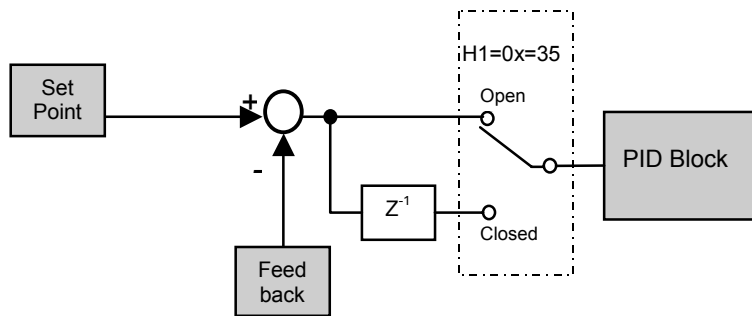 H1=0x=35
Set
Point
+
Open
PID Block
-
Z-1
Closed
Feed
back